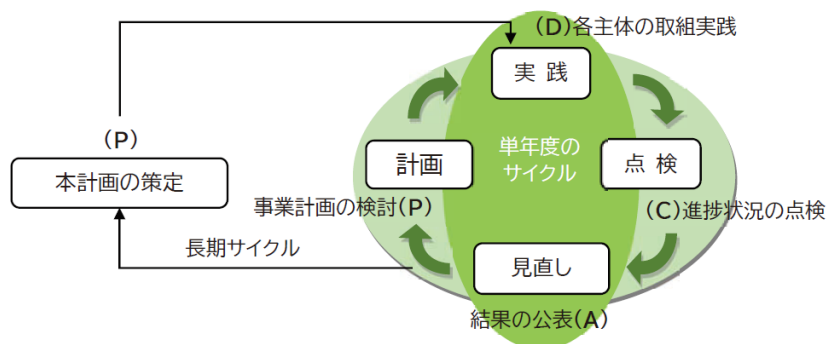 (D)各主体の取組実践
実 践
(P)
本計画の策定
計画
単年度の
サイクル
点 検
事業計画の検討(P)
(C)進捗状況の点検
長期サイクル
見直し
結果の公表(A)